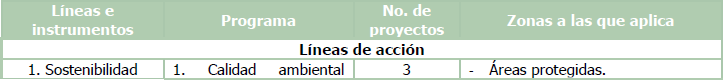 Líneas e instrumentos Programa No. de proyectos Zonas a las que aplica
Líneas de acción
1. Sostenibilidad 1. Calidad ambiental 3 - Áreas protegidas.